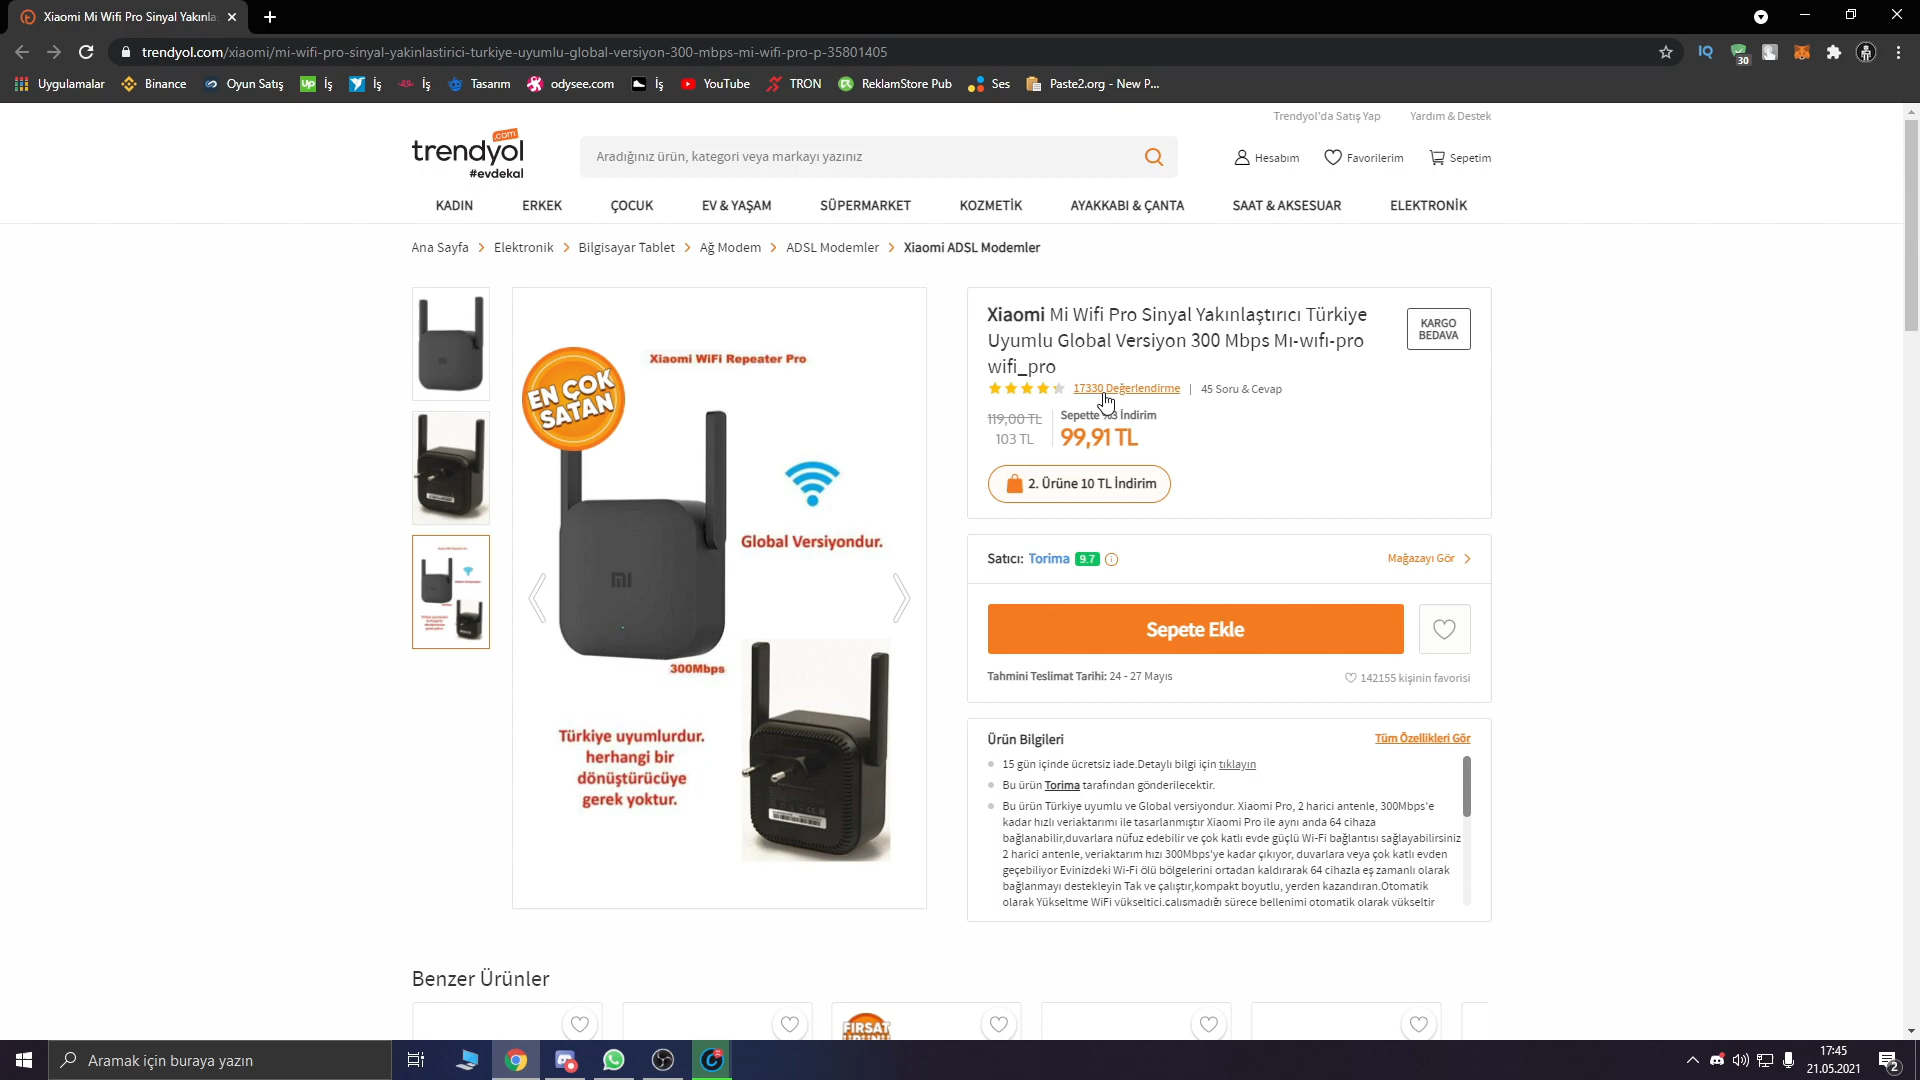 Xiaomi Mi Wifi Pro Sinyal Yakınla
trendyol.com/xiaomi/mi-wifi-pro-sinyal-yakinlastirici-turkiye-uyumlu-global-versiyon-300-mbps-mi-wifi-pro-p-35801405
IQ
30
Uygulamalar
Binance
Oyun Satış
Up İş
İş
İş
Tasarım
odysee.com
İş
YouTube
TRON
ReklamStore Pub
Ses
Paste2.org - New P...
Trendyol'da Satış Yap
Yardım & Destek
trendyol
.com
#evdekal
Aradığınız ürün, kategori veya markayı yazınız
Hesabım
Favorilerim
Sepetim
KADIN
ERKEK
ÇOCUK
EV & YAŞAM
SÜPERMARKET
KOZMETİK
AYAKKABI & ÇANTA
SAAT & AKSESUAR
ELEKTRONİK
Ana Sayfa
Elektronik
Bilgisayar Tablet
Ağ Modem
ADSL Modemler
Xiaomi ADSL Modemler
Xiaomi WiFi Repeater Pro
EN ÇOK
SATAN
Global Versiyondur.
300Mbps
Türkiye uyumlurdur.
herhangi bir
dönüştürücüye
gerek yoktur.
Xiaomi Mi Wifi Pro Sinyal Yakınlaştırıcı Türkiye
Uyumlu Global Versiyon 300 Mbps Mı-wıfı-pro
wifi_pro
KARGO
BEDAVA
17330 Değerlendirme | 45 Soru & Cevap
119,00 TL
103 TL
Sepette %3 İndirim
99,91 TL
2. Ürüne 10 TL İndirim
Satıcı: Torima 9.7
Mağazayı Gör
Sepete Ekle
Tahmini Teslimat Tarihi: 24 - 27 Mayıs
142155 kişinin favorisi
Ürün Bilgileri
Tüm Özellikleri Gör
15 gün içinde ücretsiz iade.Detaylı bilgi için tıklayın
Bu ürün Torima tarafından gönderilecektir.
Bu ürün Türkiye uyumlu ve Global versiyondur. Xiaomi Pro, 2 harici antenle, 300Mbps'e
kadar hızlı veriaktarımı ile tasarlanmıştır Xiaomi Pro ile aynı anda 64 cihaza
bağlanabilir,duvarlara nüfuz edebilir ve çok katlı evde güçlü Wi-Fi bağlantısı sağlayabilirsiniz
2 harici antenle, veriaktarım hızı 300Mbps'ye kadar çıkıyor, duvarlara veya çok katlı evden
geçebiliyor Evinizdeki Wi-Fi ölü bölgelerini ortadan kaldırarak 64 cihazla eş zamanlı olarak
bağlanmayı destekleyin Tak ve çalıştır,kompakt boyutlu, yerden kazandıran.Otomatik
olarak Yükseltme WiFi yükseltici,çalışmadığı sürece bellenimi otomatik olarak yükseltir
Benzer Ürünler
FIRSAT
Aramak için buraya yazın
17:45
21.05.2021
2